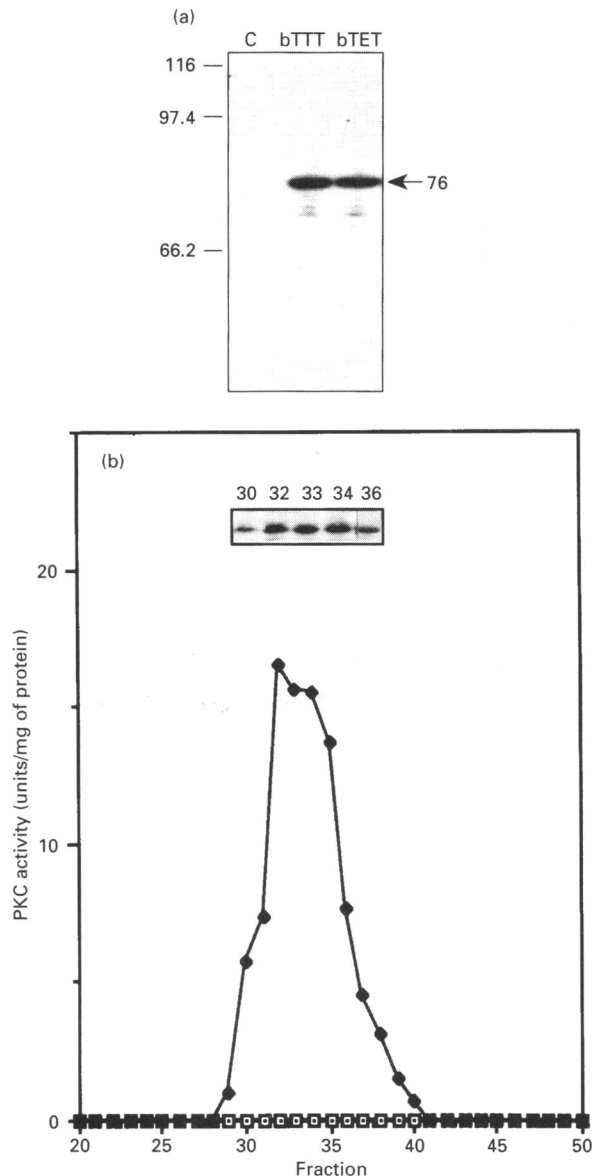 (a)
C bTTT bTET
116
97.4
76
66.2
(b)
30 32 33 34 36
20
10
0
PKC activity (units/mg of protein)
20 25 30 35 40 45 50
Fraction